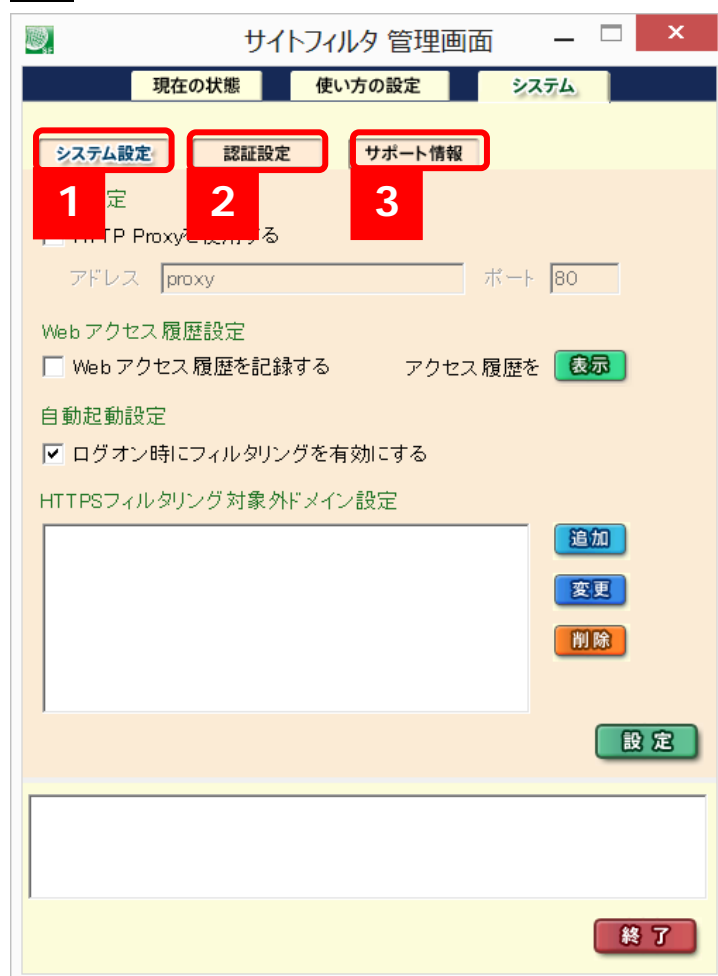 サイトフィルタ 管理画面
現在の状態 使い方の設定 システム
システム設定 認証設定 サポート情報
1 2 3
定
HTTP Proxyを使用する
アドレス proxy ポート 80
Webアクセス履歴設定
Webアクセス履歴を記録する アクセス履歴を 表示
自動起動設定
ログオン時にフィルタリングを有効にする
HTTPSフィルタリング対象外ドメイン設定
追加
変更
削除
設定
終了